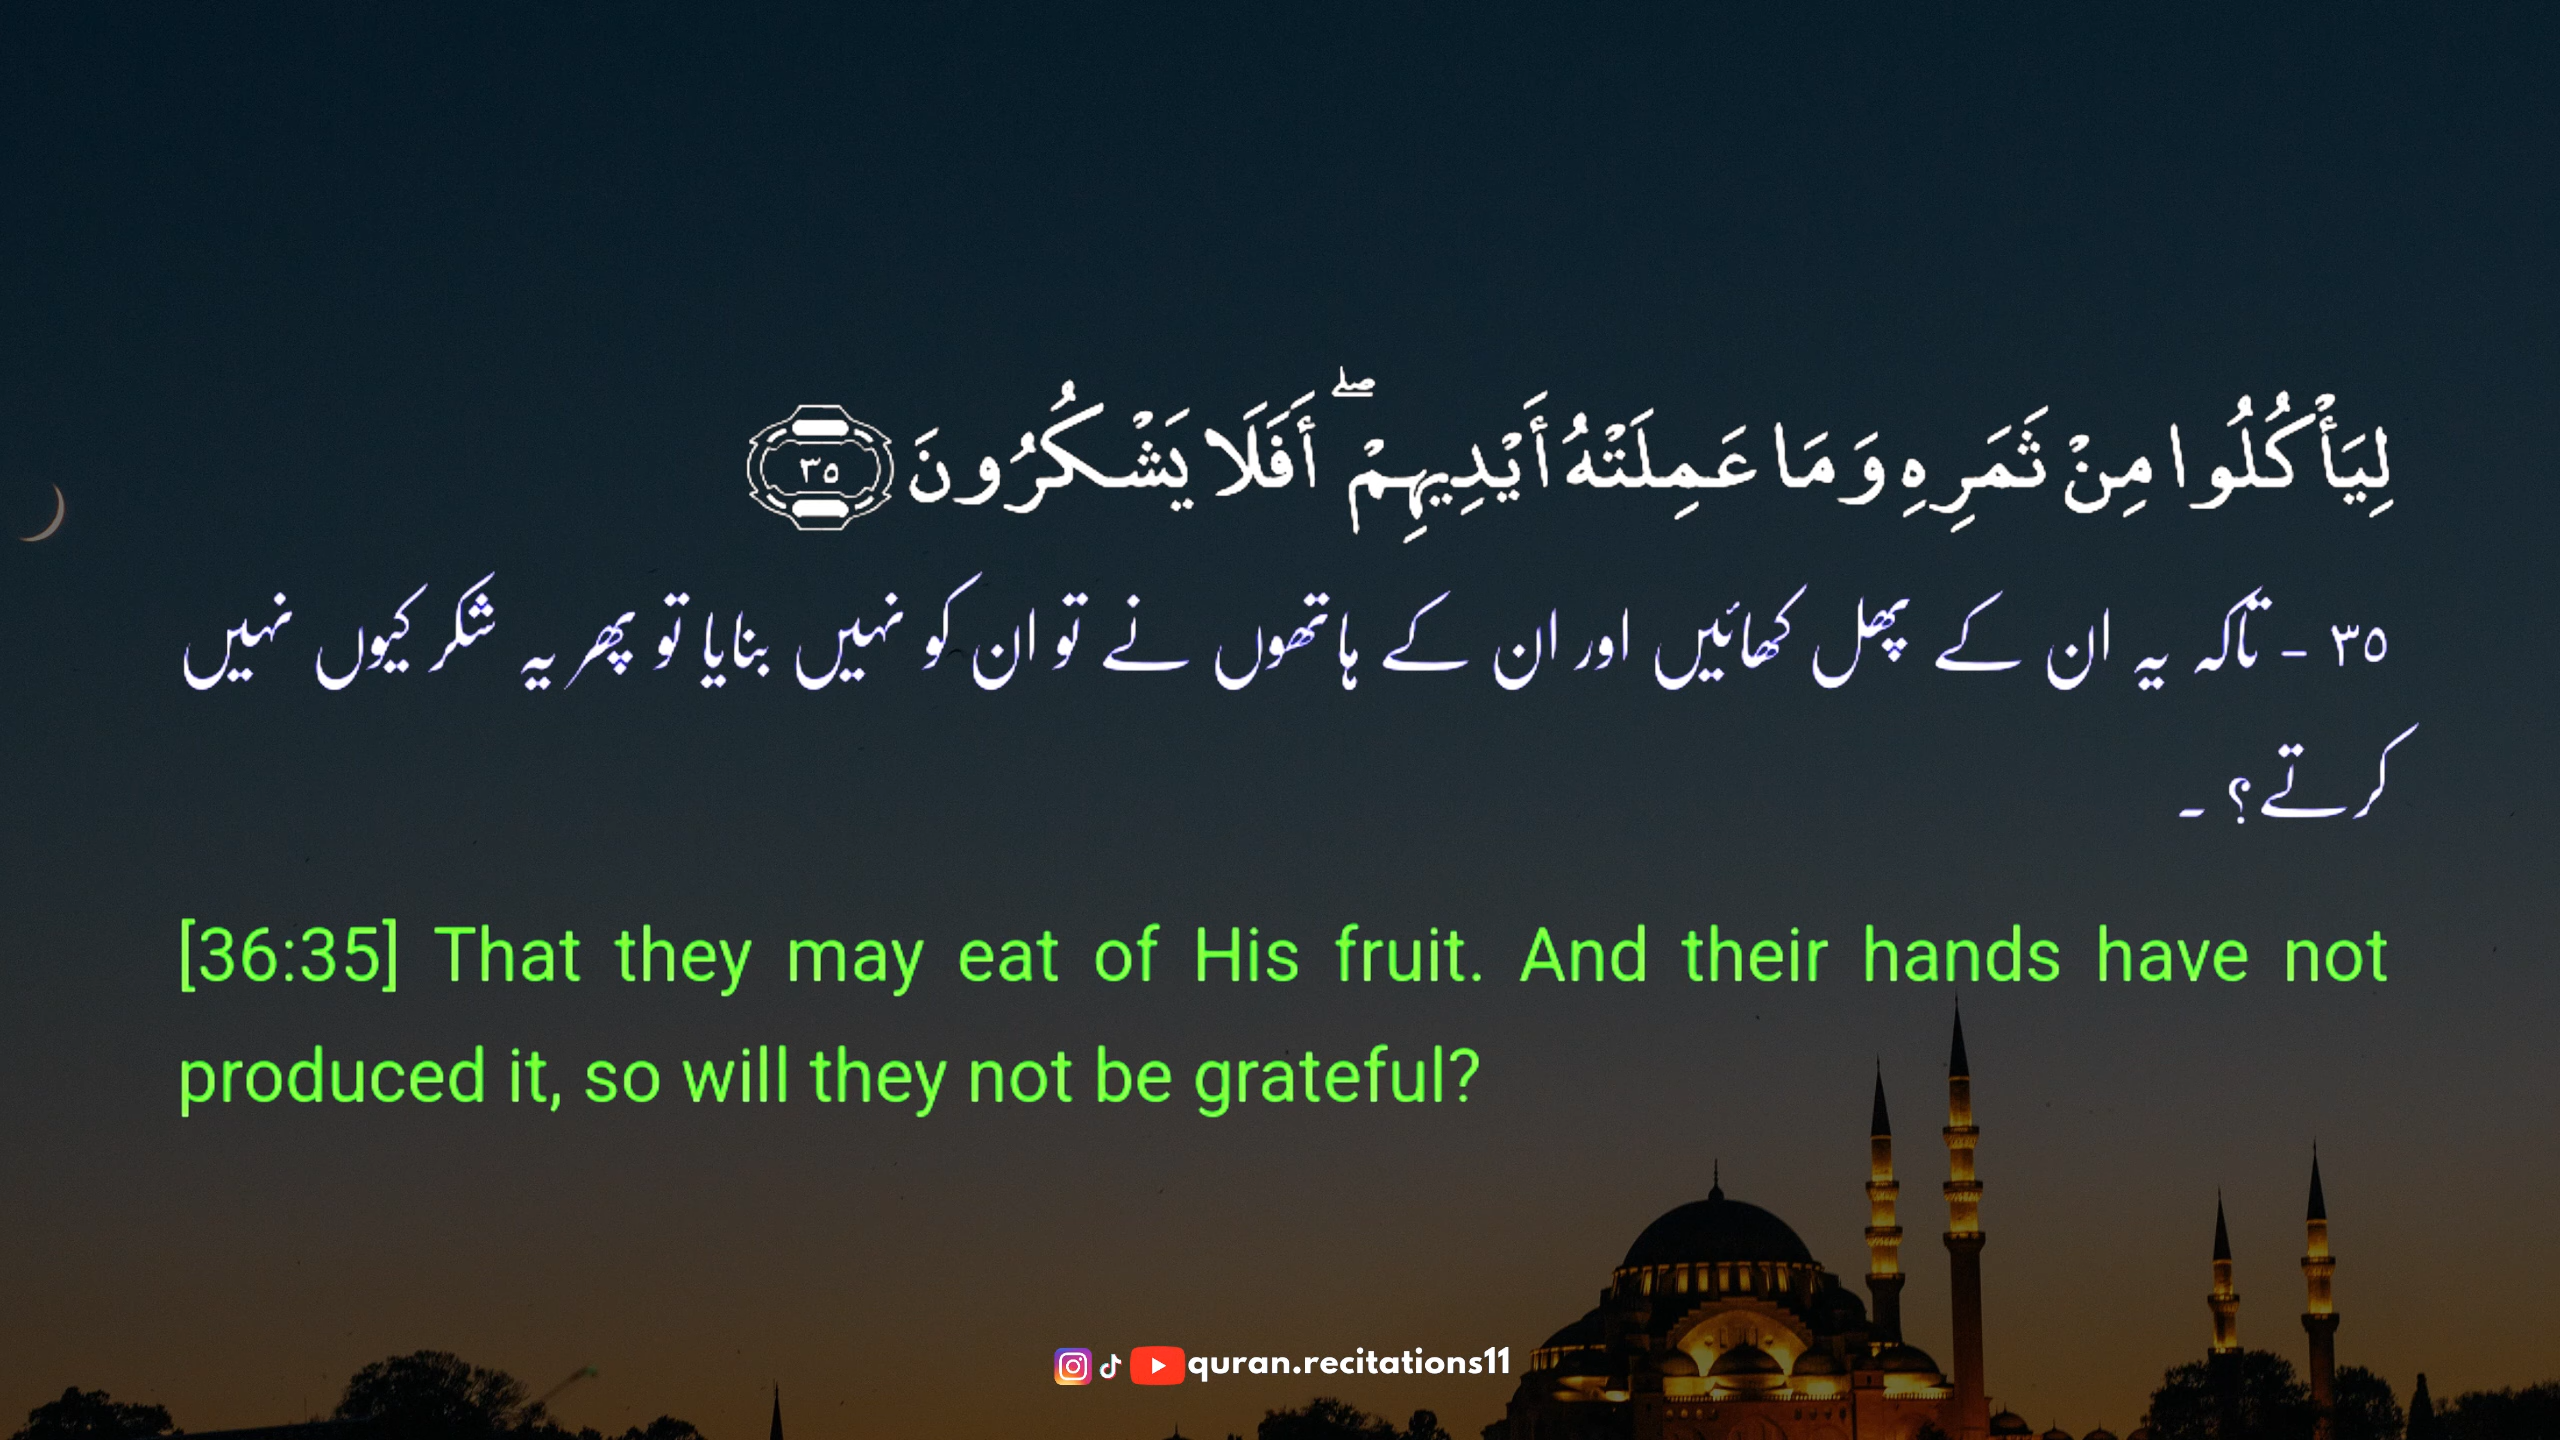 لِيَأْكُلُوا مِنْ ثَمَرِهِ وَمَا عَمِلَتْهُ أَيْدِيهِمْ ۖ أَفَلَا يَشْكُرُونَ ٣٥
٣٥ - تاکہ یہ ان کے پھل کھائیں اور ان کے ہاتھوں نے تو ان کو نہیں بنایا تو پھر یہ شکر کیوں نہیں
کرتے؟ ۔
[36:35] That they may eat of His fruit. And their hands have not
produced it, so will they not be grateful?
quran.recitations11